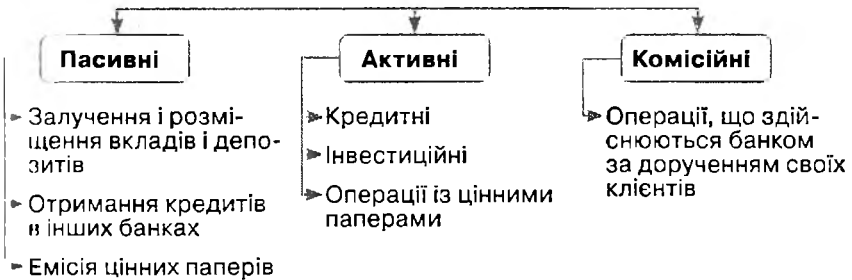 Пасивні
Активні
Комісійні
Залучення і розмі-
щення вкладів і депо-
зитів
Отримання кредитів
в інших банках
Емісія цінних паперів
Кредитні
Інвестиційні
Операції із цінними
паперами
Операції, що здій-
снюються банком
за дорученням своїх
клієнтів